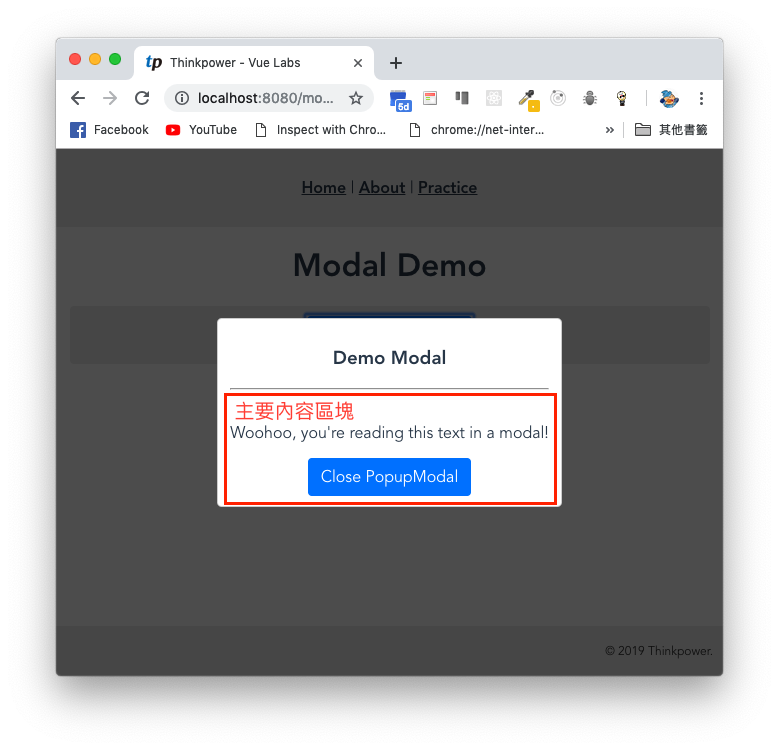 tp Thinkpower - Vue Labs
localhost:8080/mo...
6d
Facebook YouTube Inspect with Chro... chrome://net-inter... » 其他書籤
Home | About | Practice
Modal Demo
Demo Modal
主要內容區塊
Woohoo, you're reading this text in a modal!
Close PopupModal
© 2019 Thinkpower.